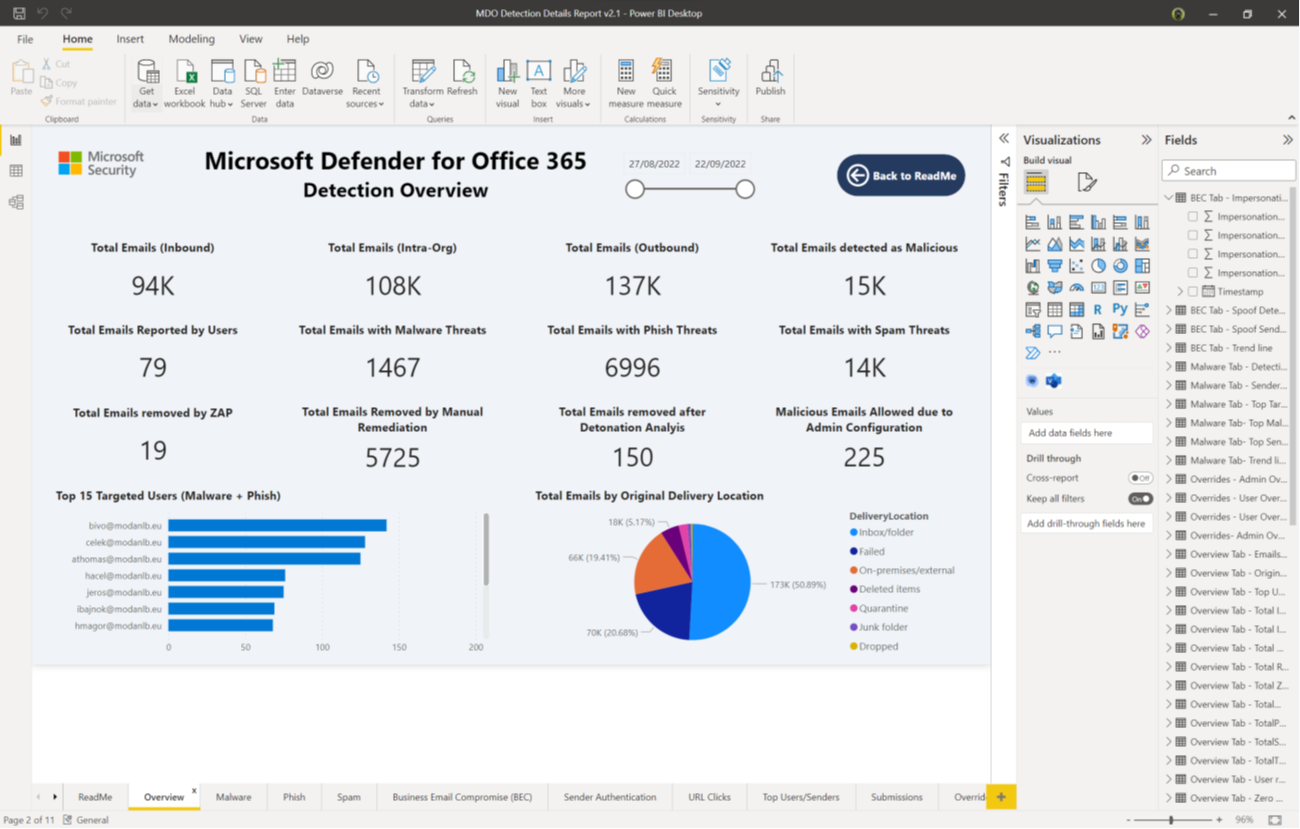 MDO Detection Details Report v2.1 - Power BI Desktop
File Home Insert Modeling View Help
Paste
Cut
Copy
Format painter
Clipboard
Get data
Excel workbook
Data hub
SQL Server
Enter data
Dataverse
Recent sources
Data
Transform data
Refresh
Queries
New visual
Text box
More visuals
Insert
New measure
Quick measure
Calculations
Sensitivity
Sensitivity
Publish
Share
Microsoft
Security
Microsoft Defender for Office 365
Detection Overview
27/08/2022 22/09/2022
Back to ReadMe
Total Emails (Inbound)
94K
Total Emails (Intra-Org)
108K
Total Emails (Outbound)
137K
Total Emails detected as Malicious
15K
Total Emails Reported by Users
79
Total Emails with Malware Threats
1467
Total Emails with Phish Threats
6996
Total Emails with Spam Threats
14K
Total Emails removed by ZAP
19
Total Emails Removed by Manual
Remediation
5725
Total Emails removed after
Detonation Analyis
150
Malicious Emails Allowed due to
Admin Configuration
225
Top 15 Targeted Users (Malware + Phish)
bivo@modanlb.eu
celek@modanlb.eu
athomas@modanlb.eu
hacel@modanlb.eu
jeros@modanlb.eu
ibajnok@modanlb.eu
hmagor@modanlb.eu
0 50 100 150 200
Total Emails by Original Delivery Location
18K (5.17%)
66K (19.41%)
173K (50.89%)
70K (20.68%)
DeliveryLocation
Inbox/folder
Failed
On-premises/external
Deleted items
Quarantine
Junk folder
Dropped
Filters
Visualizations
Build visual
R
Py
...
Values
Add data fields here
Drill through
Cross-report
Off
Keep all filters
On
Add drill-through fields here
Fields
Search
BEC Tab - Impersonati...
Impersonation...
Impersonation...
Impersonation...
Impersonation...
Timestamp
BEC Tab - Spoof Dete...
BEC Tab - Spoof Send...
BEC Tab - Trend line
Malware Tab - Detecti...
Malware Tab - Sender...
Malware Tab - Top Tar...
Malware Tab- Top Mal...
Malware Tab- Top Sen...
Malware Tab- Trend li...
Overrides - Admin Ov...
Overrides - User Over...
Overrides - User Over...
Overrides- Admin Ov...
Overview Tab - Emails...
Overview Tab - Origin...
Overview Tab - Top U...
Overview Tab - Total I...
Overview Tab - Total I...
Overview Tab - Total ...
Overview Tab - Total R...
Overview Tab - Total Z...
Overview Tab - Total...
Overview Tab - TotalP...
Overview Tab - TotalS...
Overview Tab - TotalT...
Overview Tab - User r...
Overview Tab - Zero ...
ReadMe Overview x Malware Phish Spam Business Email Compromise (BEC) Sender Authentication URL Clicks Top Users/Senders Submissions Overrid +
Page 2 of 11 General - + 96%